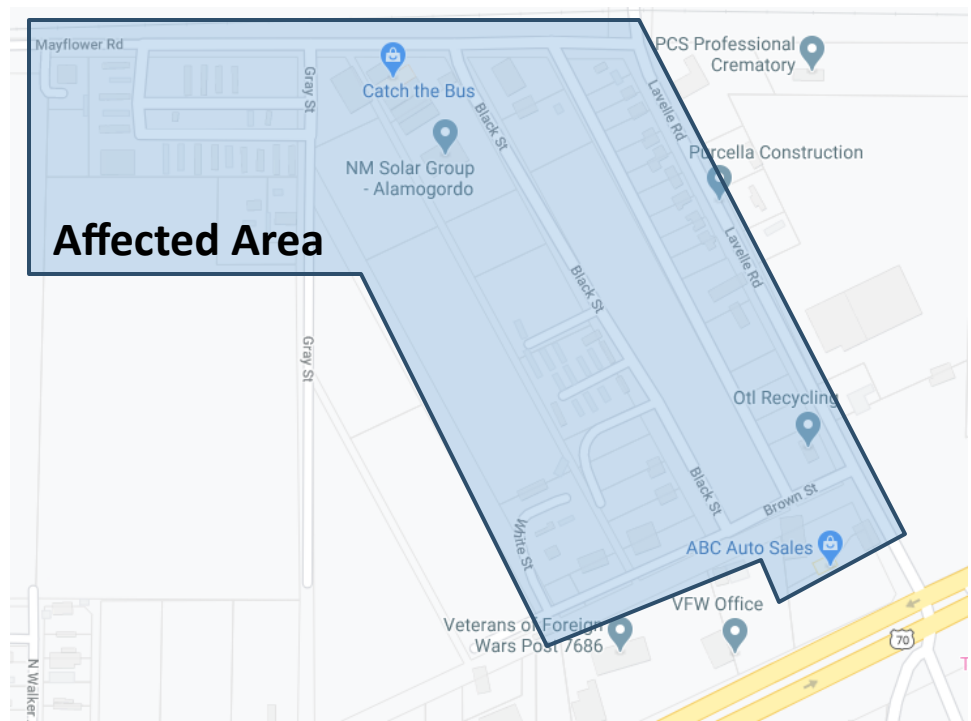 Mayflower Rd
PCS Professional
Crematory
Gray St
Catch the Bus
Lavelle Rd
Black St
NM Solar Group
- Alamogordo
Purcella Construction
Affected Area
Lavelle Rd
Black St
Gray St
Otl Recycling
Black St
Brown St
White St
ABC Auto Sales
VFW Office
Veterans of Foreign
Wars Post 7686
70
N Walker
T